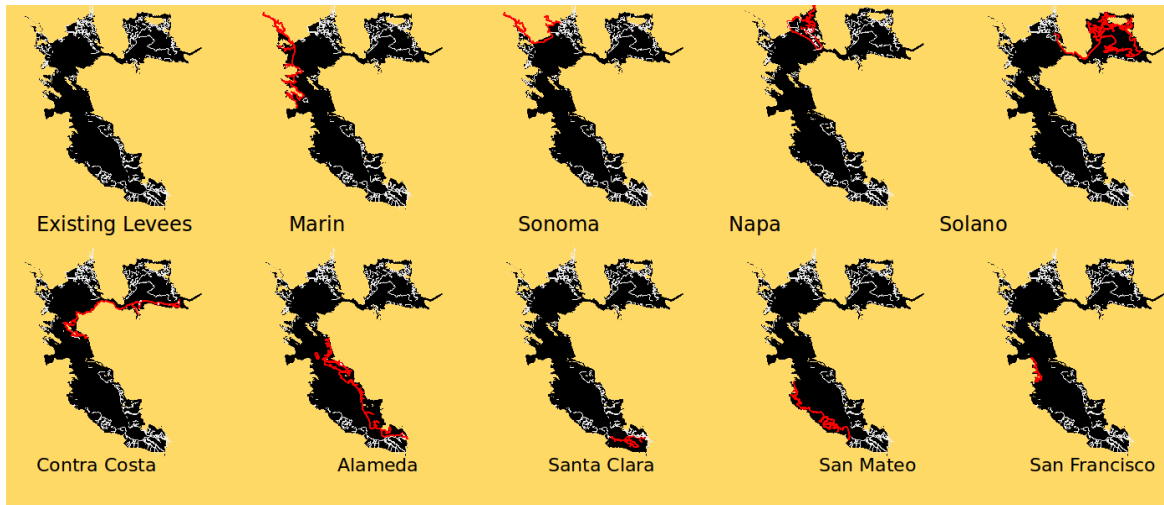 Existing Levees
Marin
Sonoma
Napa
Solano
Contra Costa
Alameda
Santa Clara
San Mateo
San Francisco